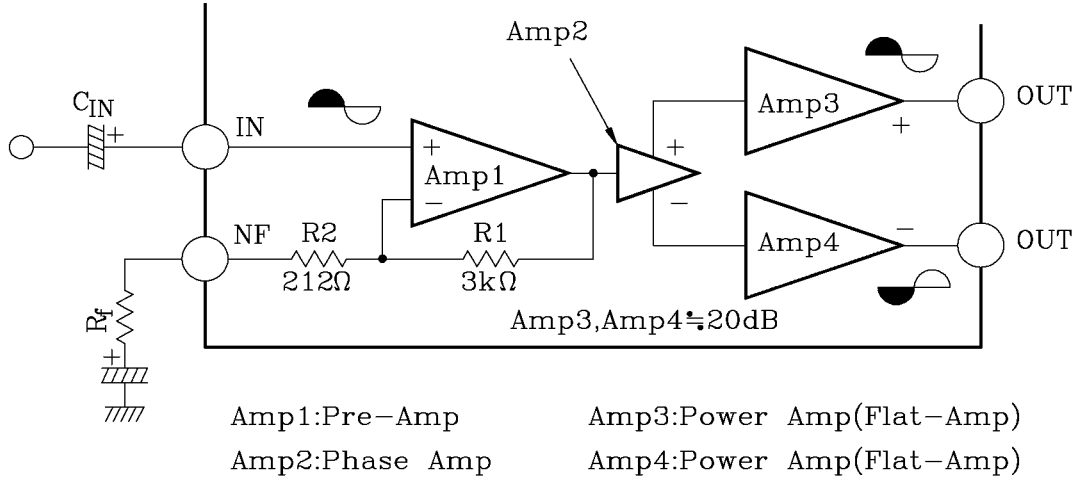 Amp2
C_IN
+
IN
Amp3
+
OUT
+
Amp1
−
+
−
NF
R2
212Ω
R1
3kΩ
Amp4
−
OUT
R_f
+
Amp3,Amp4≒20dB
Amp1:Pre−Amp
Amp3:Power Amp(Flat−Amp)
Amp2:Phase Amp
Amp4:Power Amp(Flat−Amp)